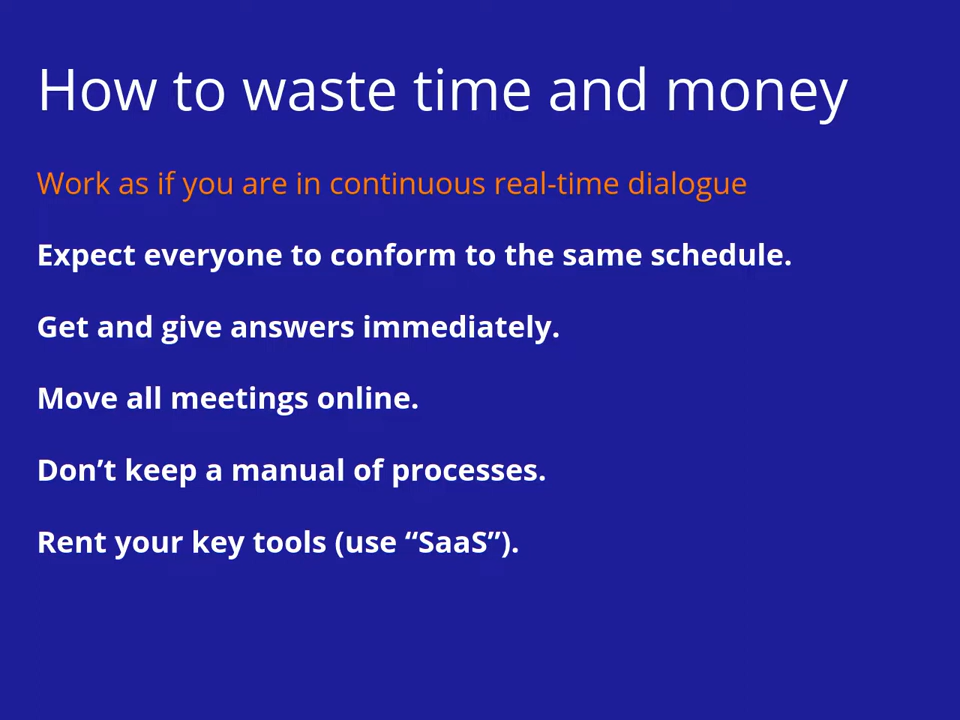 How to waste time and money
Work as if you are in continuous real-time dialogue
Expect everyone to conform to the same schedule.
Get and give answers immediately.
Move all meetings online.
Don’t keep a manual of processes.
Rent your key tools (use “SaaS”).